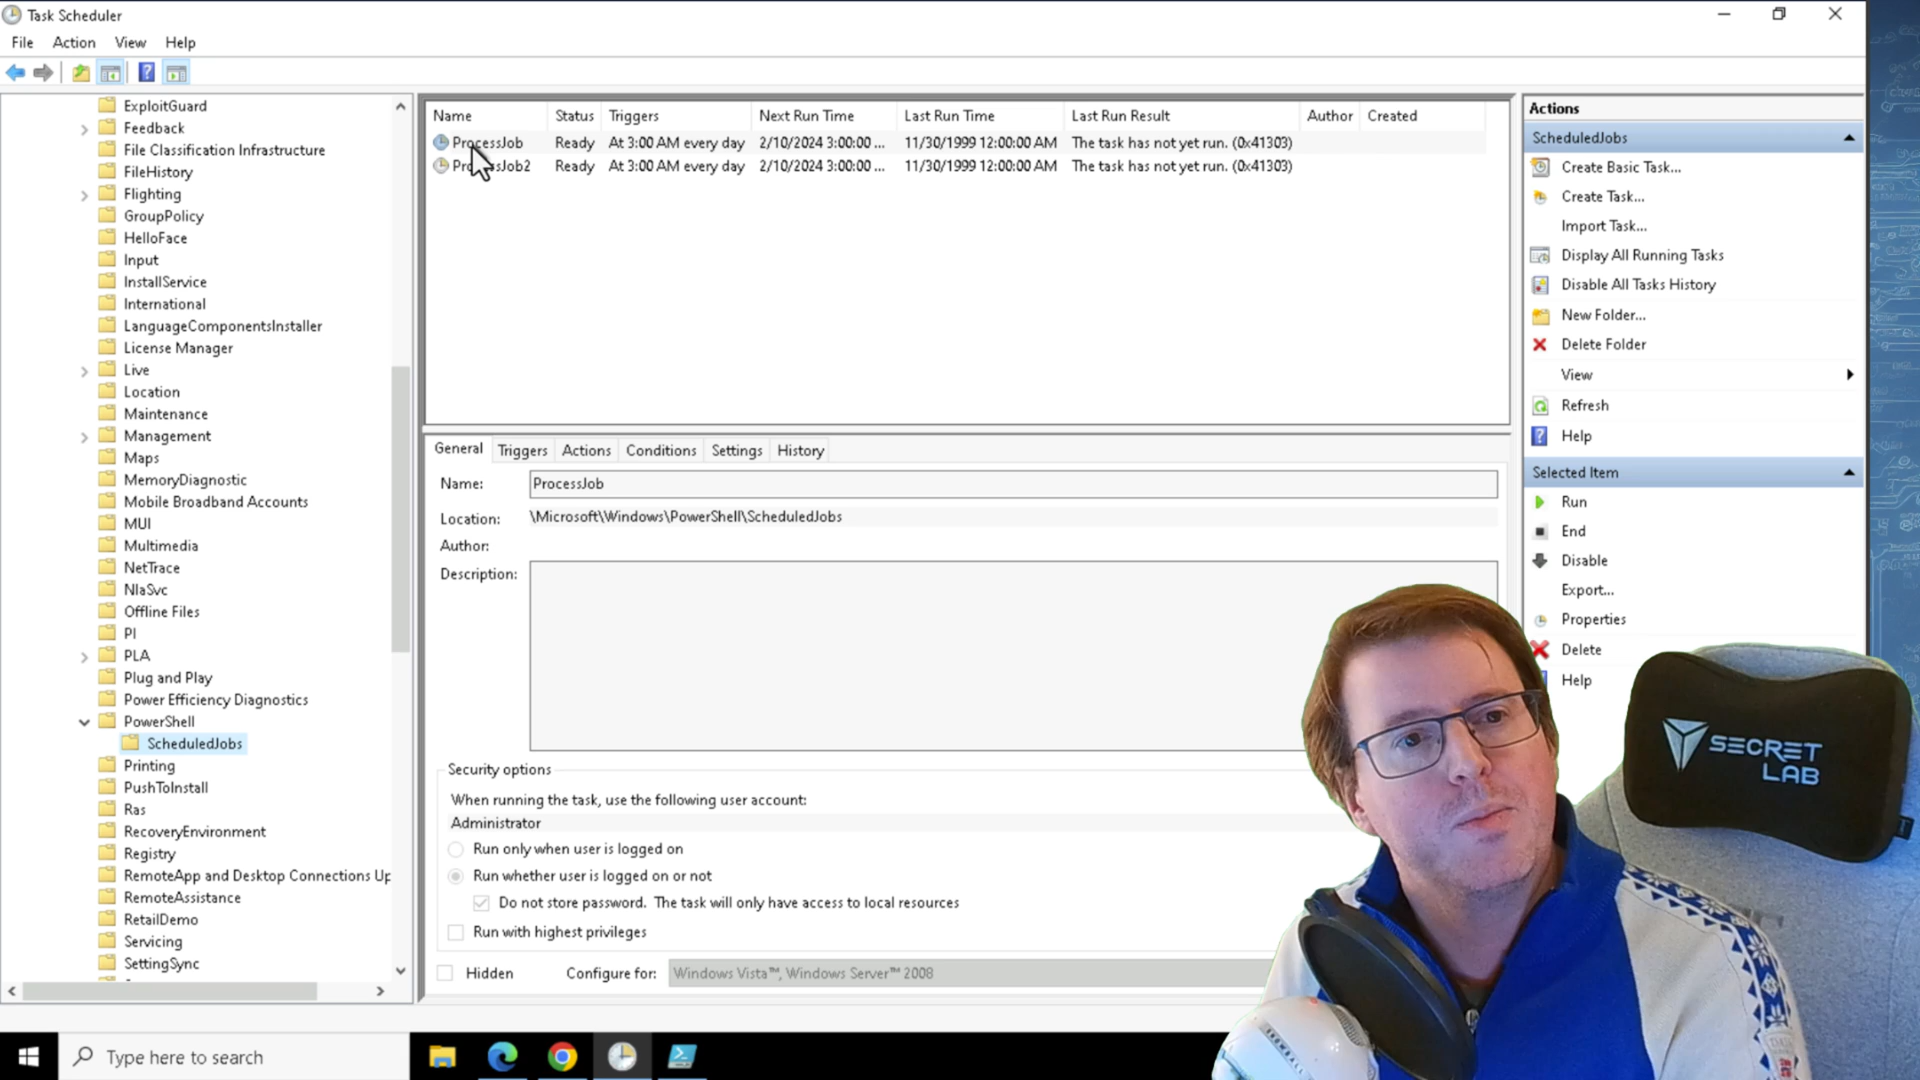 Task Scheduler
File Action View Help
ExploitGuard
Feedback
File Classification Infrastructure
FileHistory
Flighting
GroupPolicy
HelloFace
Input
InstallService
International
LanguageComponentsInstaller
License Manager
Live
Location
Maintenance
Management
Maps
MemoryDiagnostic
Mobile Broadband Accounts
MUI
Multimedia
NetTrace
NlaSvc
Offline Files
PI
PLA
Plug and Play
Power Efficiency Diagnostics
PowerShell
ScheduledJobs
Printing
PushToInstall
Ras
RecoveryEnvironment
Registry
RemoteApp and Desktop Connections Up
RemoteAssistance
RetailDemo
Servicing
SettingSync
Name Status Triggers Next Run Time Last Run Time Last Run Result Author Created
ProcessJob Ready At 3:00 AM every day 2/10/2024 3:00:00 ... 11/30/1999 12:00:00 AM The task has not yet run. (0x41303)
ProcessJob2 Ready At 3:00 AM every day 2/10/2024 3:00:00 ... 11/30/1999 12:00:00 AM The task has not yet run. (0x41303)
General Triggers Actions Conditions Settings History
Name: ProcessJob
Location: \Microsoft\Windows\PowerShell\ScheduledJobs
Author:
Description:
Security options
When running the task, use the following user account:
Administrator
Run only when user is logged on
Run whether user is logged on or not
Do not store password. The task will only have access to local resources
Run with highest privileges
Hidden Configure for: Windows Vista™, Windows Server™ 2008
Actions
ScheduledJobs
Create Basic Task...
Create Task...
Import Task...
Display All Running Tasks
Disable All Tasks History
New Folder...
Delete Folder
View
Refresh
Help
Selected Item
Run
End
Disable
Export...
Properties
Delete
Help
SECRET
LAB
Type here to search